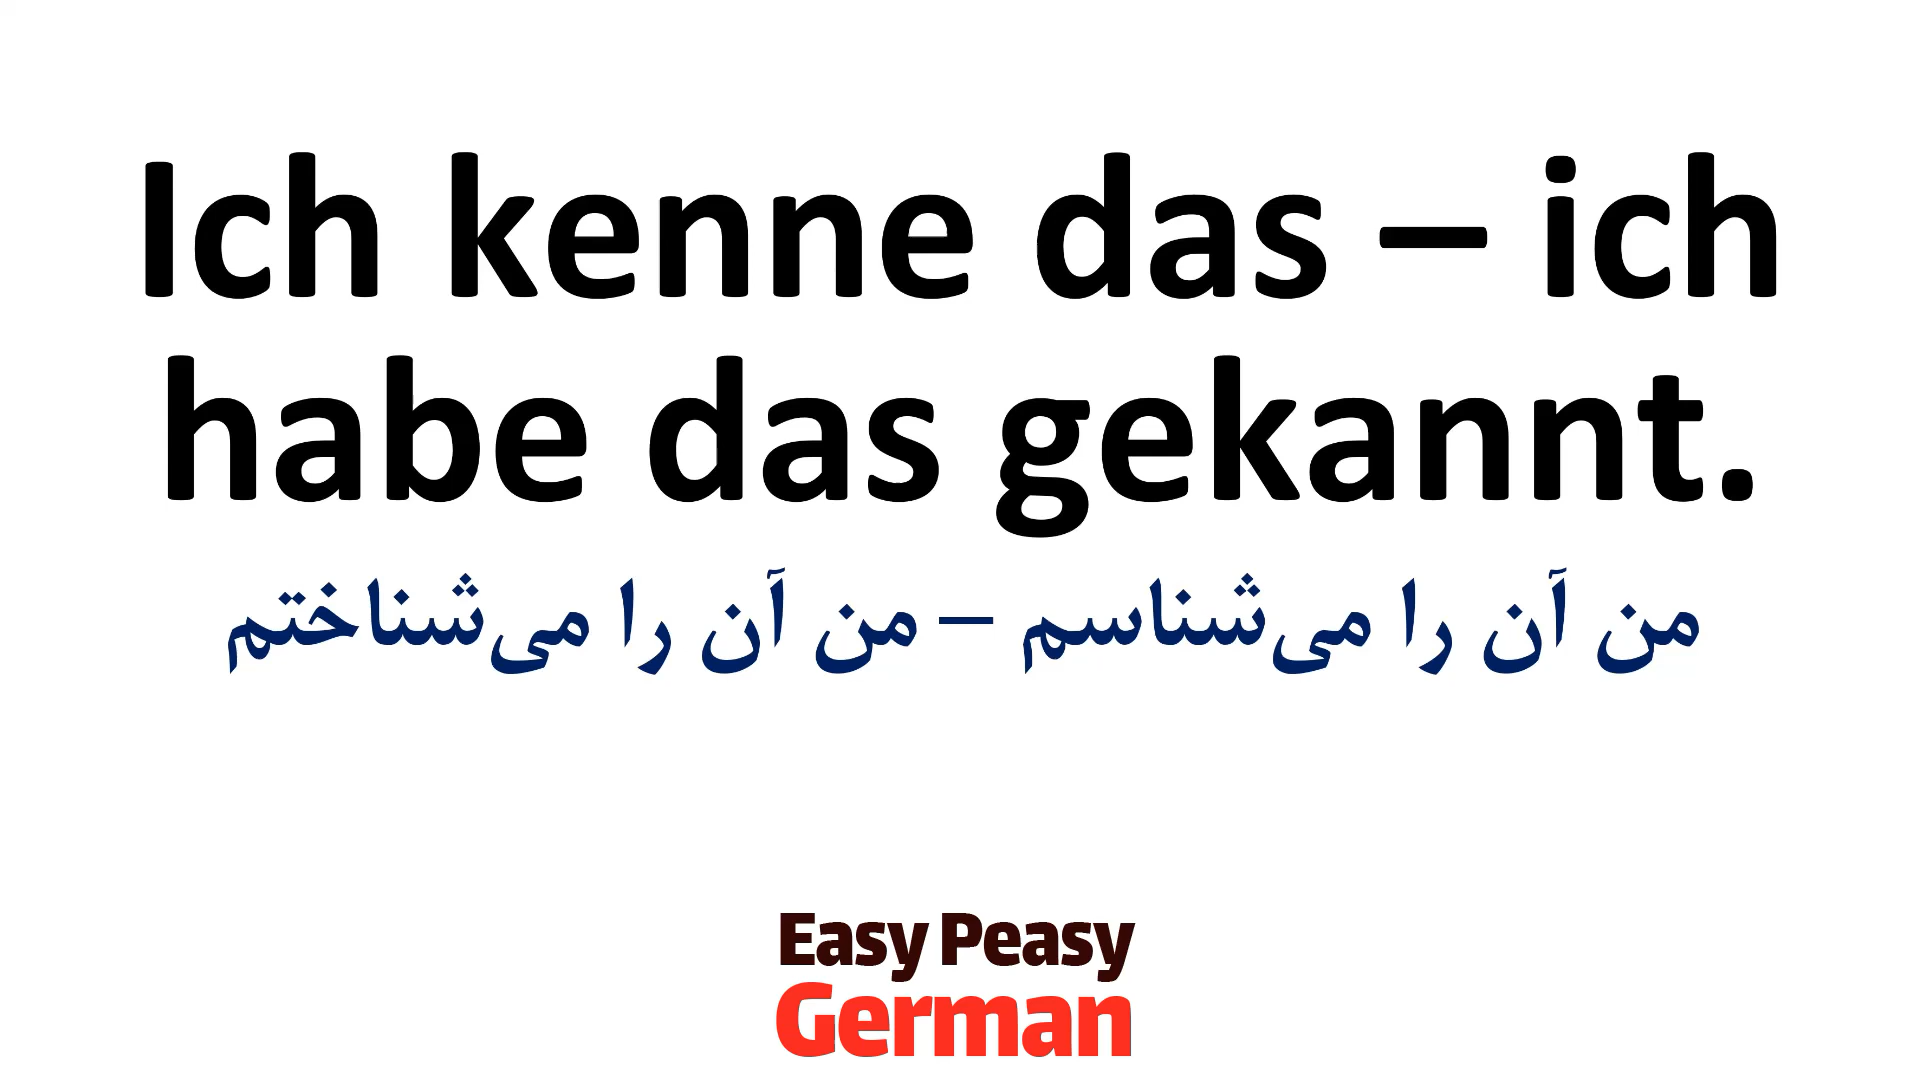 Ich kenne das – ich
habe das gekannt.
من آن را می‌شناسم – من آن را می‌شناختم
Easy Peasy
German